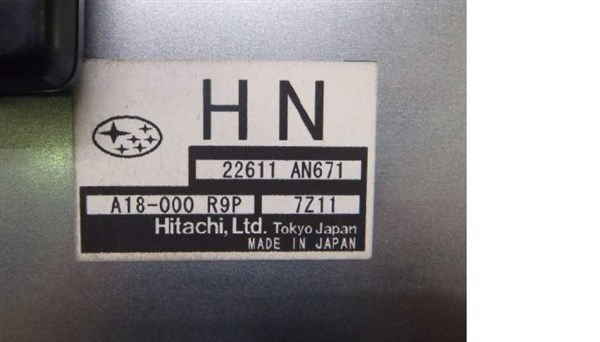 HN
22611 AN671
A18-000 R9P 7Z11
Hitachi, Ltd. Tokyo Japan
MADE IN JAPAN